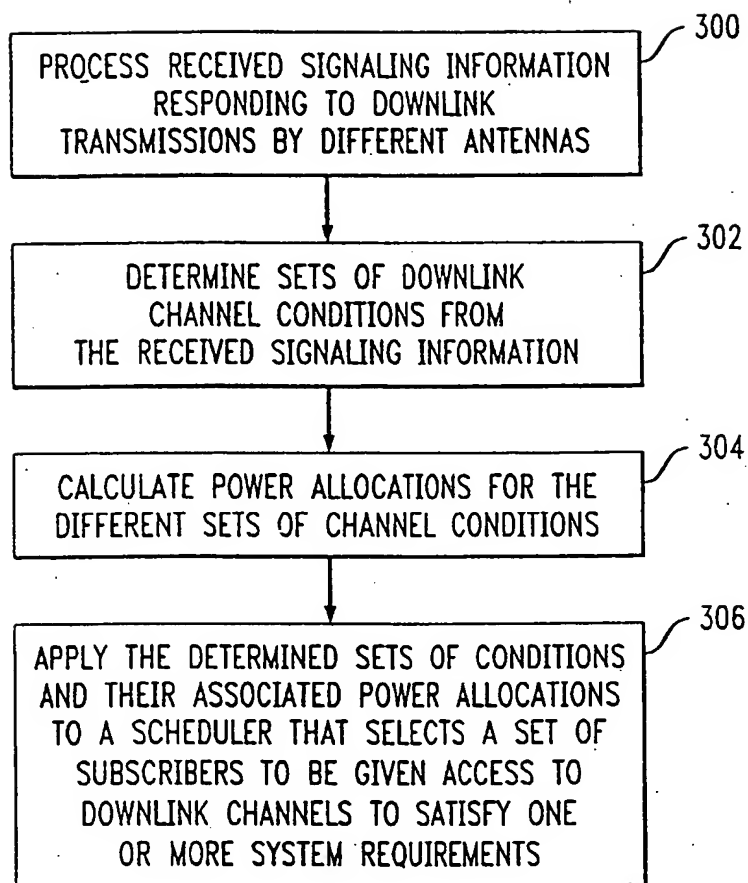 300
PROCESS RECEIVED SIGNALING INFORMATION
RESPONDING TO DOWNLINK
TRANSMISSIONS BY DIFFERENT ANTENNAS
302
DETERMINE SETS OF DOWNLINK
CHANNEL CONDITIONS FROM
THE RECEIVED SIGNALING INFORMATION
304
CALCULATE POWER ALLOCATIONS FOR THE
DIFFERENT SETS OF CHANNEL CONDITIONS
306
APPLY THE DETERMINED SETS OF CONDITIONS
AND THEIR ASSOCIATED POWER ALLOCATIONS
TO A SCHEDULER THAT SELECTS A SET OF
SUBSCRIBERS TO BE GIVEN ACCESS TO
DOWNLINK CHANNELS TO SATISFY ONE
OR MORE SYSTEM REQUIREMENTS